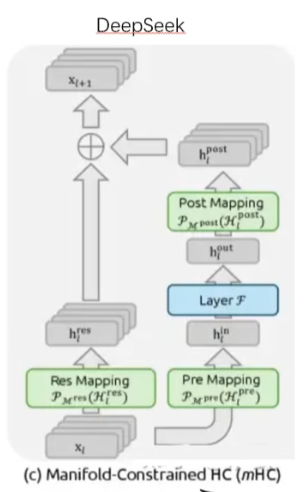 DeepSeek
x_{l+1}
h_l^{post}
Post Mapping
𝒫_{ℳ^{post}}(ℋ_l^{post})
h_l^{out}
Layer ℱ
h_l^{res}
h_l^{in}
Res Mapping
𝒫_{ℳ^{res}}(ℋ_l^{res})
Pre Mapping
𝒫_{ℳ^{pre}}(ℋ_l^{pre})
x_l
(c) Manifold-Constrained HC (mHC)